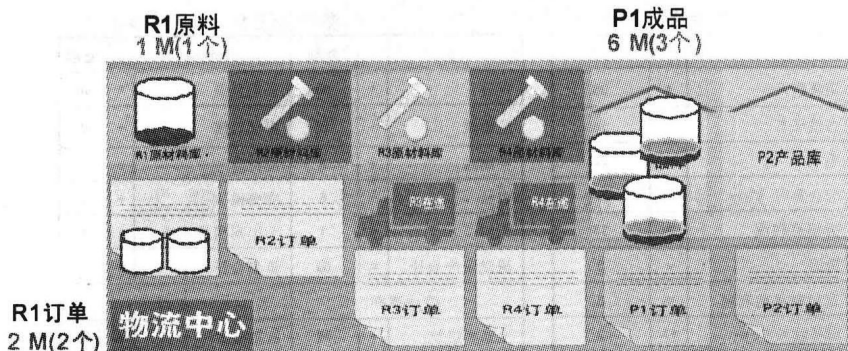 R1原料
1 M(1个)
P1成品
6 M(3个)
R1原材料库
R2原材料库
R3原材料库
R4原材料库
P2产品库
R2订单
R3在途
R4在途
R1订单
2 M(2个)
物流中心
R3订单
R4订单
P1订单
P2订单